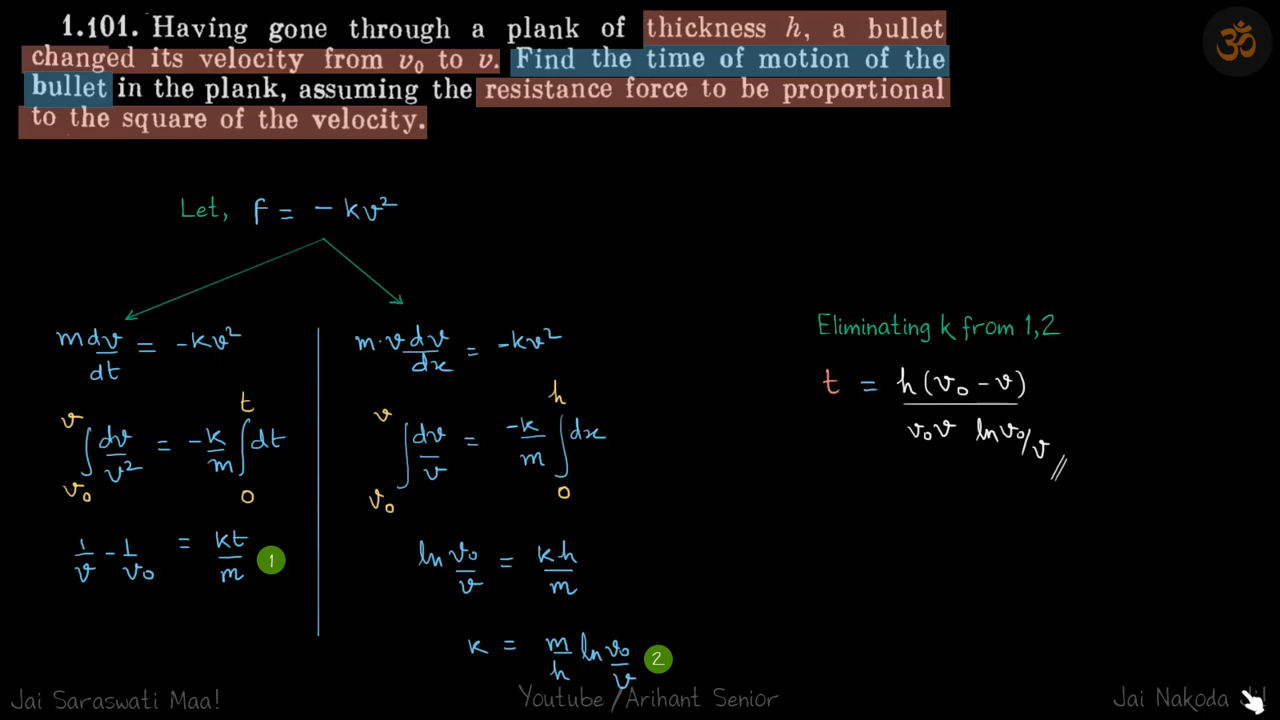 1.101. Having gone through a plank of thickness h, a bullet
changed its velocity from v₀ to v. Find the time of motion of the
bullet in the plank, assuming the resistance force to be proportional
to the square of the velocity.
ॐ
Let, F = - kv²
m dv/dt = -kv²
∫_{v₀}^{v} dv/v² = -k/m ∫_{0}^{t} dt
1/v - 1/v₀ = kt/m 1
m·v dv/dx = -kv²
∫_{v₀}^{v} dv/v = -k/m ∫_{0}^{h} dx
ln v₀/v = kh/m
k = m/h ln v₀/v 2
Eliminating k from 1,2
t = h(v₀ - v)/v₀v ln v₀/v //
Jai Saraswati Maa!
Youtube / Arihant Senior
Jai Nakoda Ji!